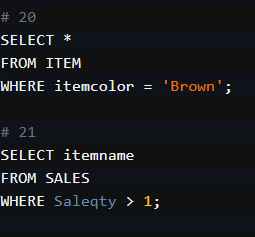 # 20
SELECT *
FROM ITEM
WHERE itemcolor = 'Brown';
# 21
SELECT itemname
FROM SALES
WHERE Saleqty > 1;